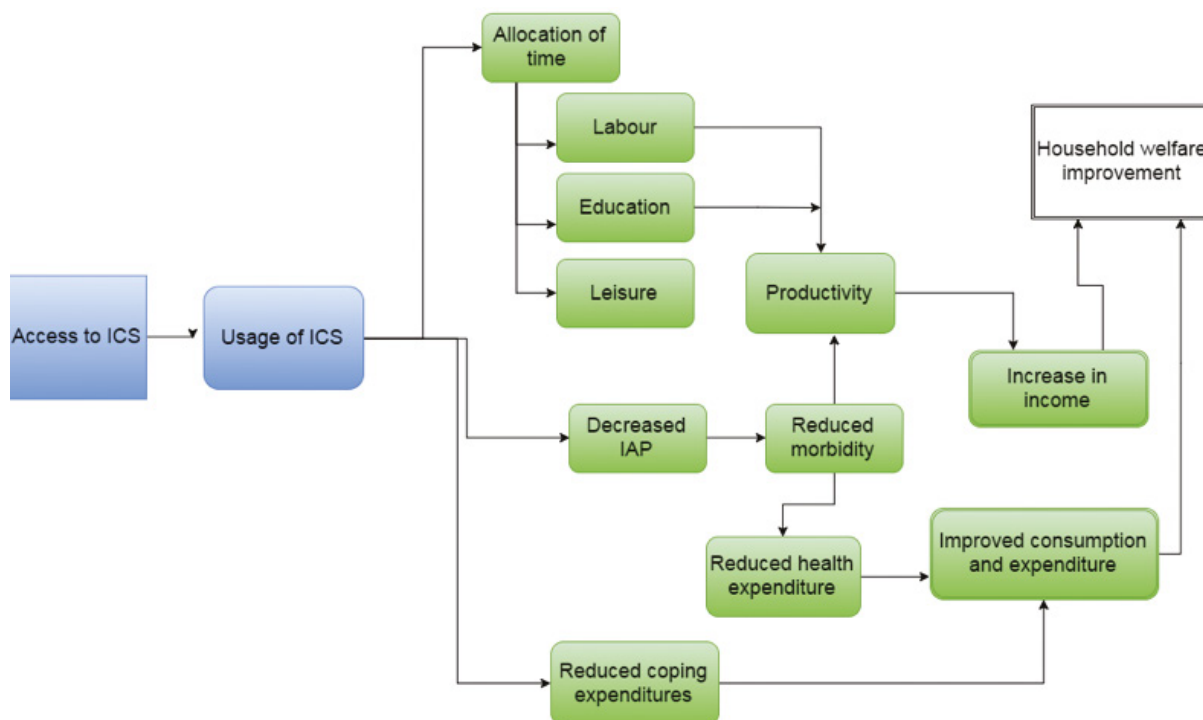 Allocation of
time
Labour
Education
Leisure
Access to ICS
Usage of ICS
Productivity
Household welfare
improvement
Increase in
income
Decreased
IAP
Reduced
morbidity
Reduced health
expenditure
Improved consumption
and expenditure
Reduced coping
expenditures